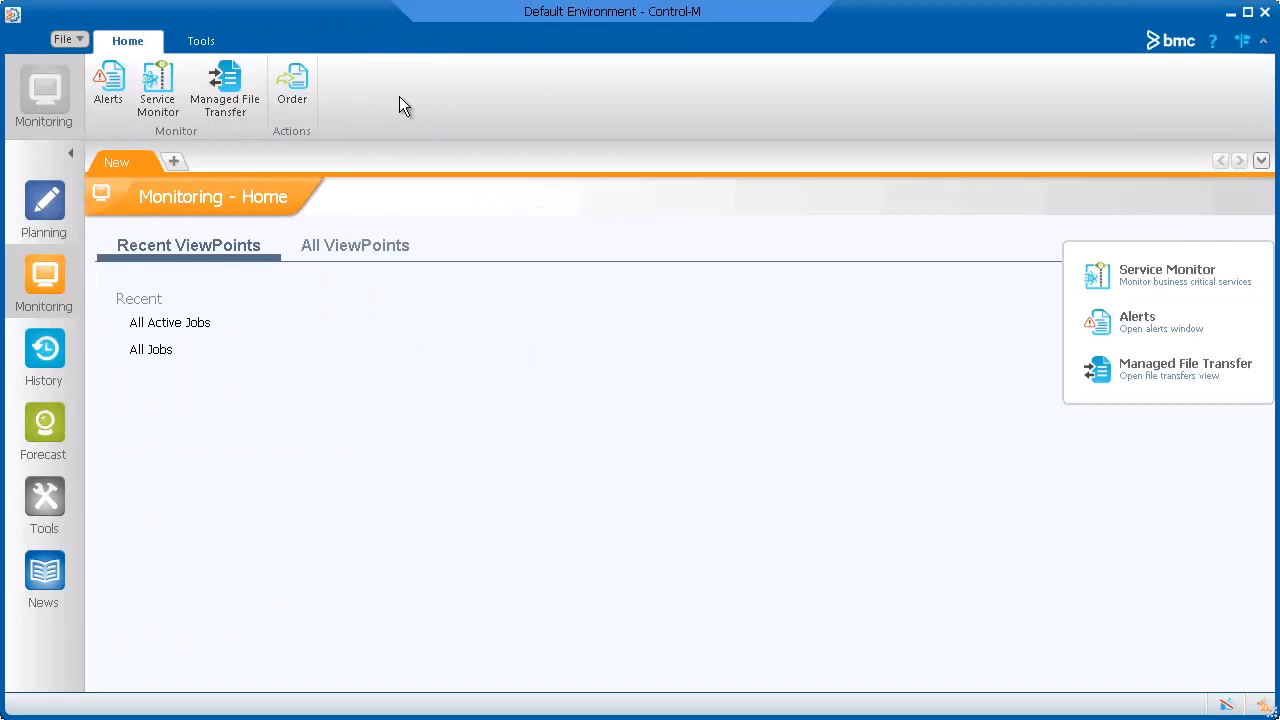 Default Environment - Control-M
File
Home
Tools
bmc
?
Monitoring
Alerts
Service
Monitor
Managed File
Transfer
Order
Monitor
Actions
New
Monitoring - Home
Planning
Monitoring
History
Forecast
Tools
News
Recent ViewPoints
All ViewPoints
Recent
All Active Jobs
All Jobs
Service Monitor
Monitor business critical services
Alerts
Open alerts window
Managed File Transfer
Open file transfers view